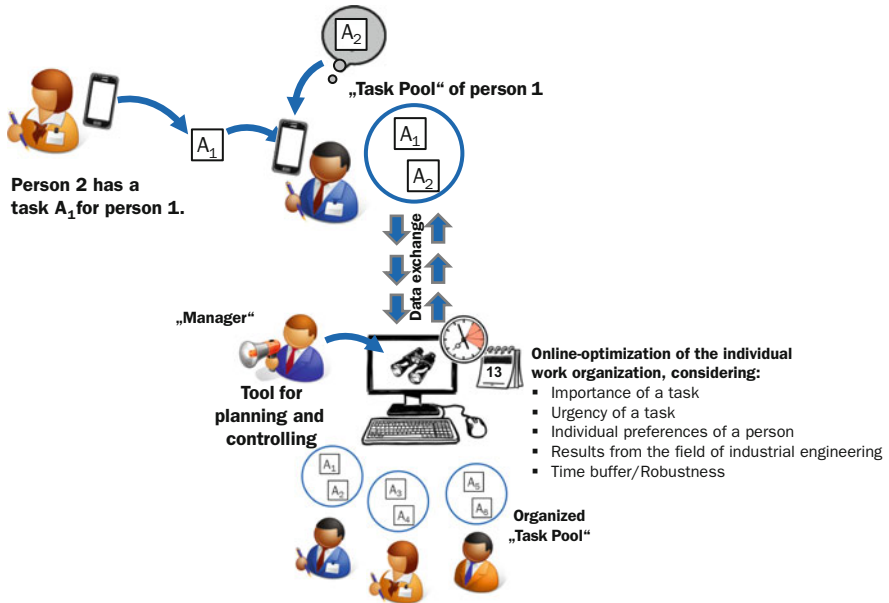 A₂
„Task Pool“ of person 1
A₁
A₁
A₂
Person 2 has a
task A₁ for person 1.
Data exchange
„Manager“
Tool for
planning and
controlling
13
Online-optimization of the individual
work organization, considering:
▪ Importance of a task
▪ Urgency of a task
▪ Individual preferences of a person
▪ Results from the field of industrial engineering
▪ Time buffer/Robustness
A₁
A₂
A₃
A₄
A₅
A₆
Organized
„Task Pool“